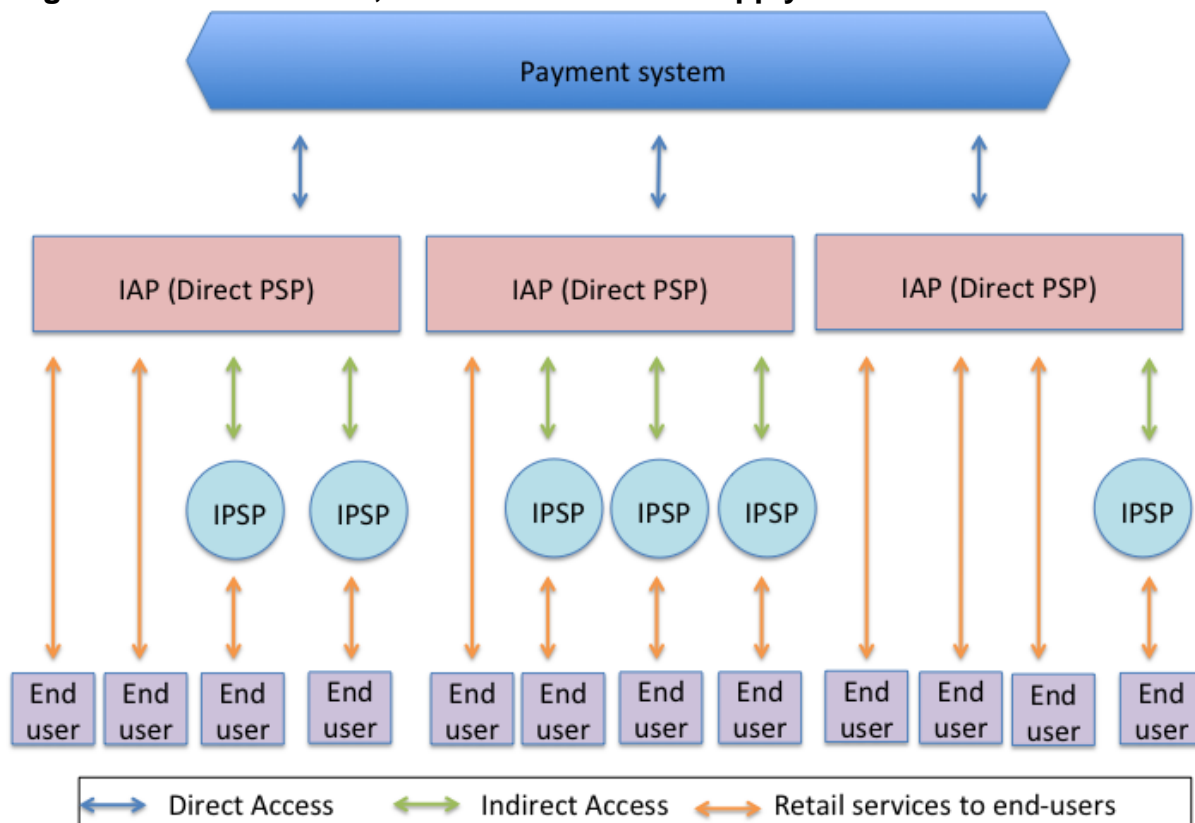 Payment system
IAP (Direct PSP)
IAP (Direct PSP)
IAP (Direct PSP)
IPSP
IPSP
IPSP
IPSP
IPSP
IPSP
End
user
End
user
End
user
End
user
End
user
End
user
End
user
End
user
End
user
End
user
End
user
End
user
Direct Access
Indirect Access
Retail services to end-users